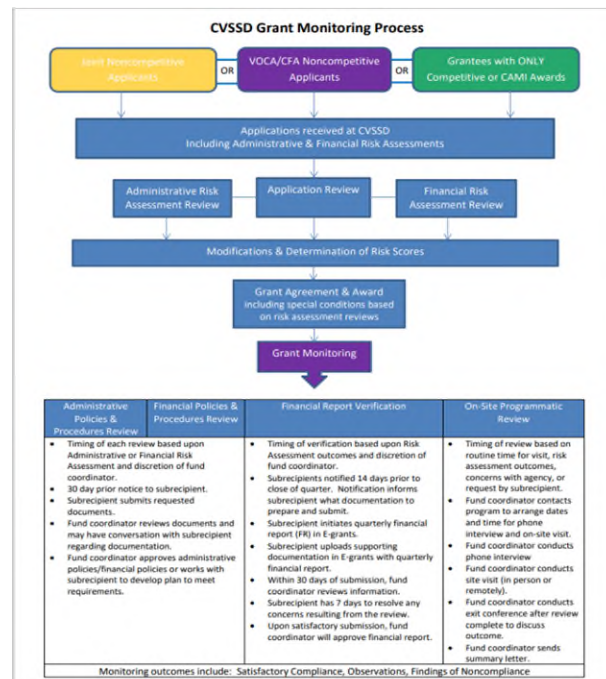 CVSSD Grant Monitoring Process
Joint Noncompetitive
Applicants
OR
VOCA/CFA Noncompetitive
Applicants
OR
Grantees with ONLY
Competitive or CAMI Awards
Applications received at CVSSD
Including Administrative & Financial Risk Assessments
Administrative Risk
Assessment Review
Application Review
Financial Risk
Assessment Review
Modifications & Determination of Risk Scores
Grant Agreement & Award
including special conditions based
on risk assessment reviews
Grant Monitoring
Administrative
Policies &
Procedures Review
Financial Policies &
Procedures Review
Financial Report Verification
On-Site Programmatic
Review
• Timing of each review based upon
Administrative or Financial Risk
Assessment and discretion of fund
coordinator.
• 30 day prior notice to subrecipient.
• Subrecipient submits requested
documents.
• Fund coordinator reviews documents and
may have conversation with subrecipient
regarding documentation.
• Fund coordinator approves administrative
policies/financial policies or works with
subrecipient to develop plan to meet
requirements.
• Timing of verification based upon Risk
Assessment outcomes and discretion of
fund coordinator.
• Subrecipients notified 14 days prior to
close of quarter. Notification informs
subrecipient what documentation to
prepare and submit.
• Subrecipient initiates quarterly financial
report (FR) in E-grants.
• Subrecipient uploads supporting
documentation in E-grants with quarterly
financial report.
• Within 30 days of submission, fund
coordinator reviews information.
• Subrecipient has 7 days to resolve any
concerns resulting from the review.
• Upon satisfactory submission, fund
coordinator will approve financial report.
• Timing of review based on
routine time for visit, risk
assessment outcomes,
concerns with agency, or
request by subrecipient.
• Fund coordinator contacts
program to arrange dates
and time for phone
interview and on-site visit.
• Fund coordinator conducts
phone interview
• Fund coordinator conducts
site visit (in person or
remotely).
• Fund coordinator conducts
exit conference after review
complete to discuss
outcome.
• Fund coordinator sends
summary letter.
Monitoring outcomes include: Satisfactory Compliance, Observations, Findings of Noncompliance